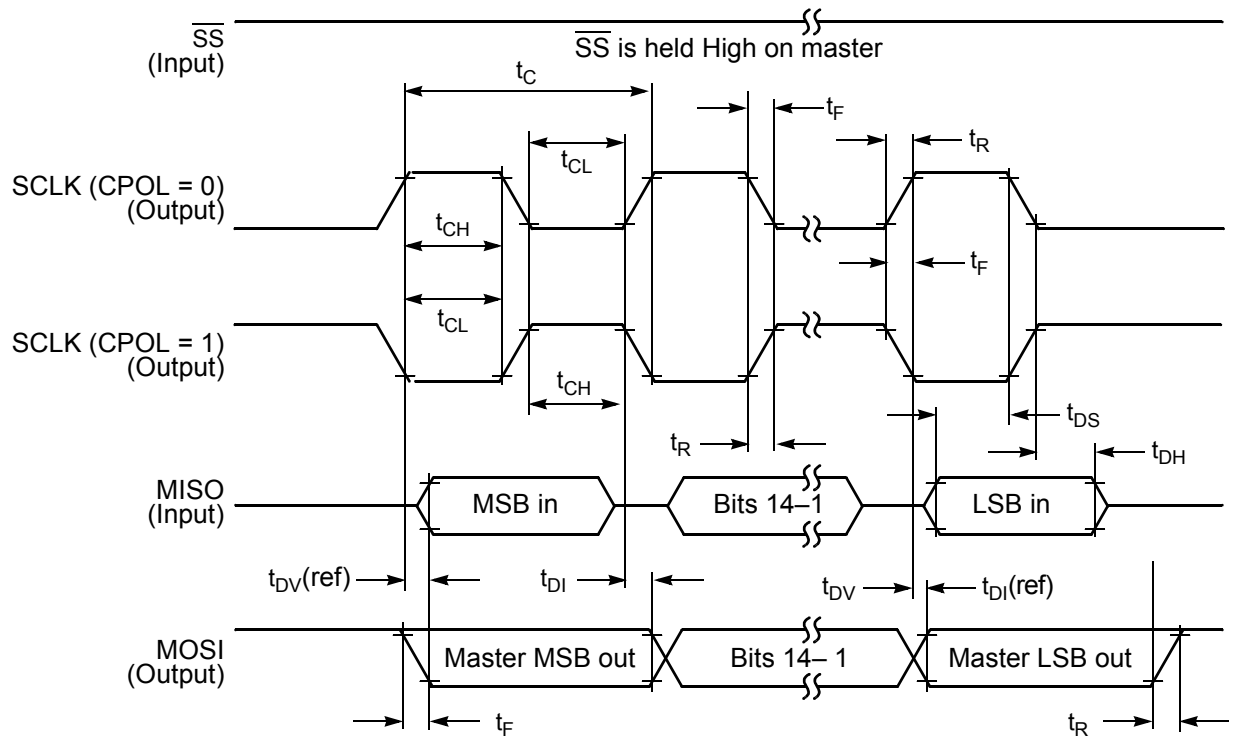 SS
(Input)
SS is held High on master
tC
tF
tR
tCL
SCLK (CPOL = 0)
(Output)
tCH
tF
tCL
SCLK (CPOL = 1)
(Output)
tCH
tDS
tR
tDH
MISO
(Input)
MSB in
Bits 14–1
LSB in
tDV(ref)
tDI
tDV
tDI(ref)
MOSI
(Output)
Master MSB out
Bits 14– 1
Master LSB out
tF
tR